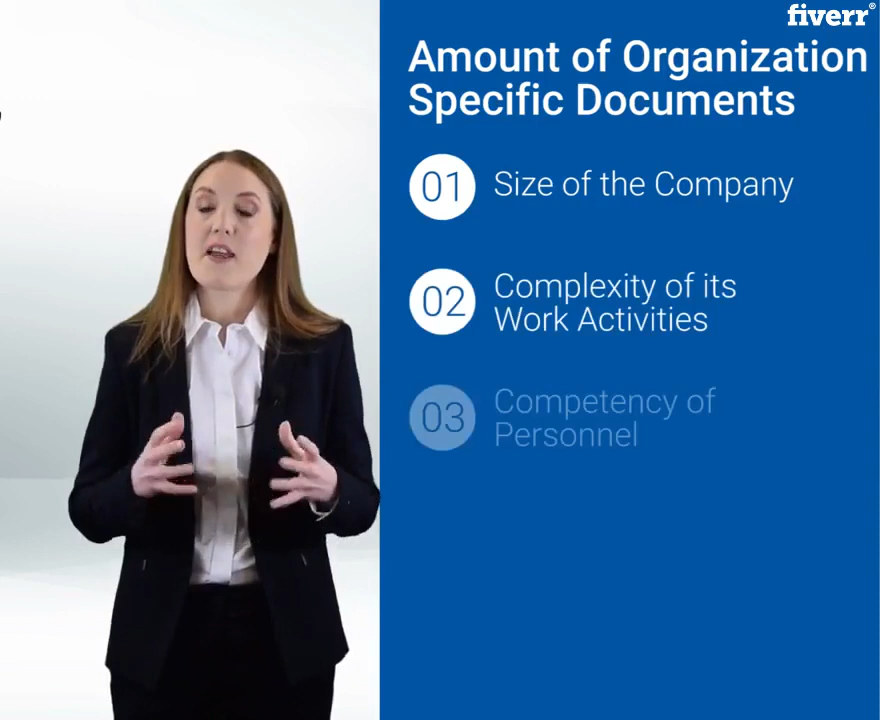 fiverr®
Amount of Organization
Specific Documents
01 Size of the Company
02 Complexity of its
Work Activities
03 Competency of
Personnel